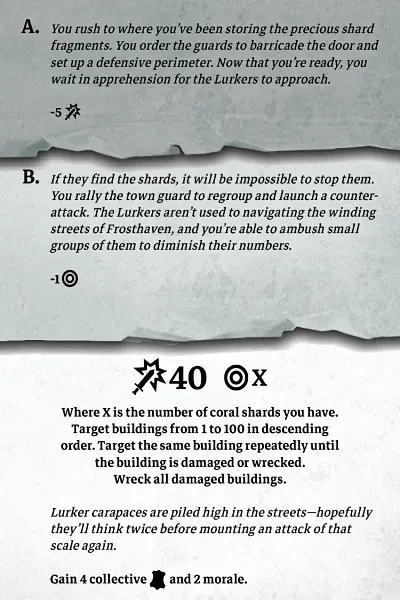 A. You rush to where you've been storing the precious shard
fragments. You order the guards to barricade the door and
set up a defensive perimeter. Now that you're ready, you
wait in apprehension for the Lurkers to approach.
-5
B. If they find the shards, it will be impossible to stop them.
You rally the town guard to regroup and launch a counter-
attack. The Lurkers aren't used to navigating the winding
streets of Frosthaven, and you're able to ambush small
groups of them to diminish their numbers.
-1
40 X
Where X is the number of coral shards you have.
Target buildings from 1 to 100 in descending
order. Target the same building repeatedly until
the building is damaged or wrecked.
Wreck all damaged buildings.
Lurker carapaces are piled high in the streets—hopefully
they'll think twice before mounting an attack of that
scale again.
Gain 4 collective and 2 morale.